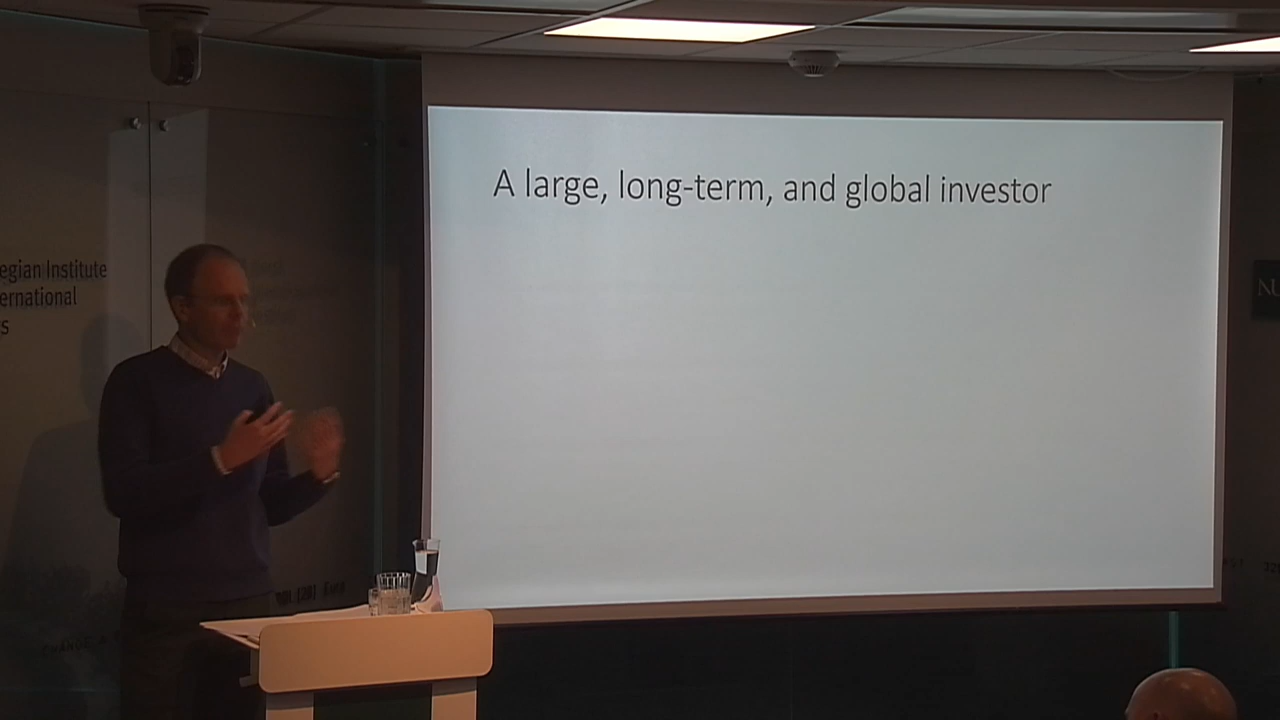 A large, long-term, and global investor
egian Institute
ernational
s